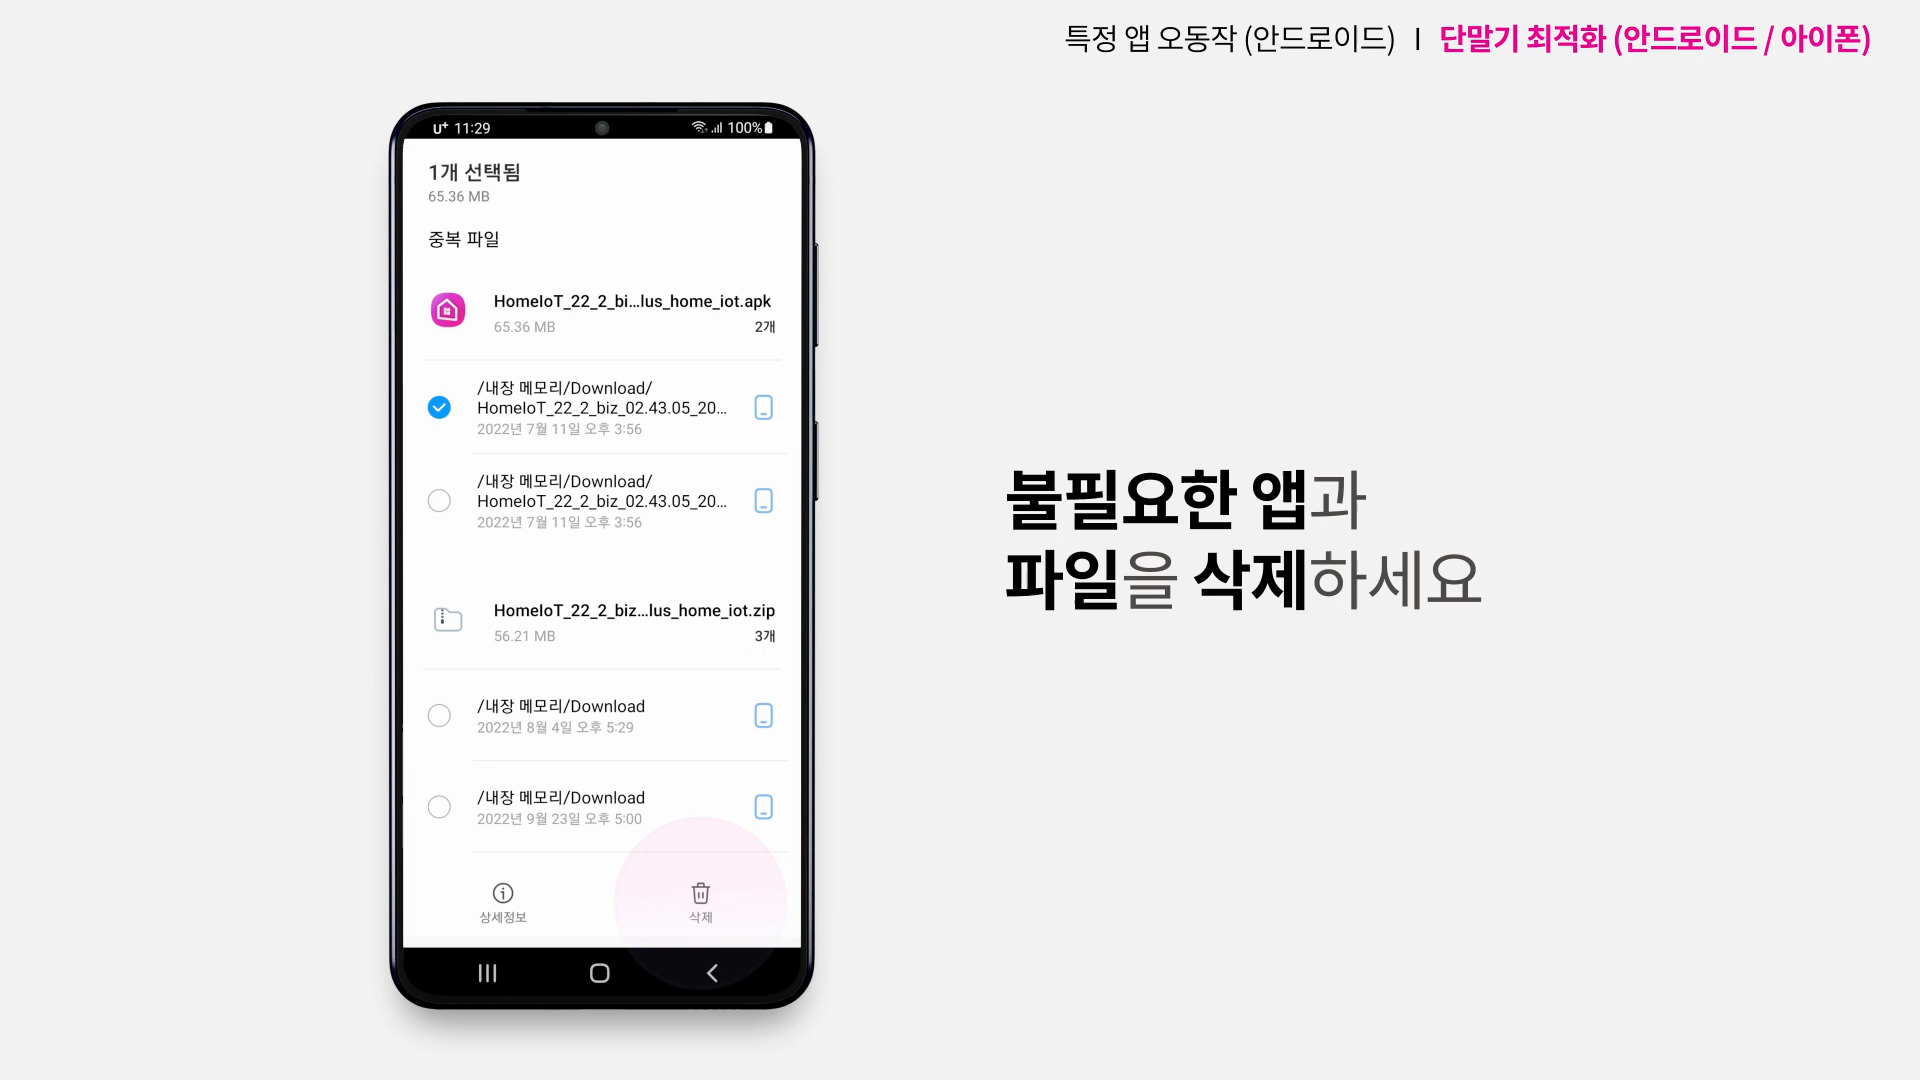 특정 앱 오동작 (안드로이드) I 단말기 최적화 (안드로이드 / 아이폰)
U+ 11:29 100%
1개 선택됨
65.36 MB
중복 파일
HomeIoT_22_2_bi...lus_home_iot.apk
65.36 MB 2개
/내장 메모리/Download/
HomeIoT_22_2_biz_02.43.05_20...
2022년 7월 11일 오후 3:56
/내장 메모리/Download/
HomeIoT_22_2_biz_02.43.05_20...
2022년 7월 11일 오후 3:56
HomeIoT_22_2_biz...lus_home_iot.zip
56.21 MB 3개
/내장 메모리/Download
2022년 8월 4일 오후 5:29
/내장 메모리/Download
2022년 9월 23일 오후 5:00
상세정보 삭제
불필요한 앱과
파일을 삭제하세요